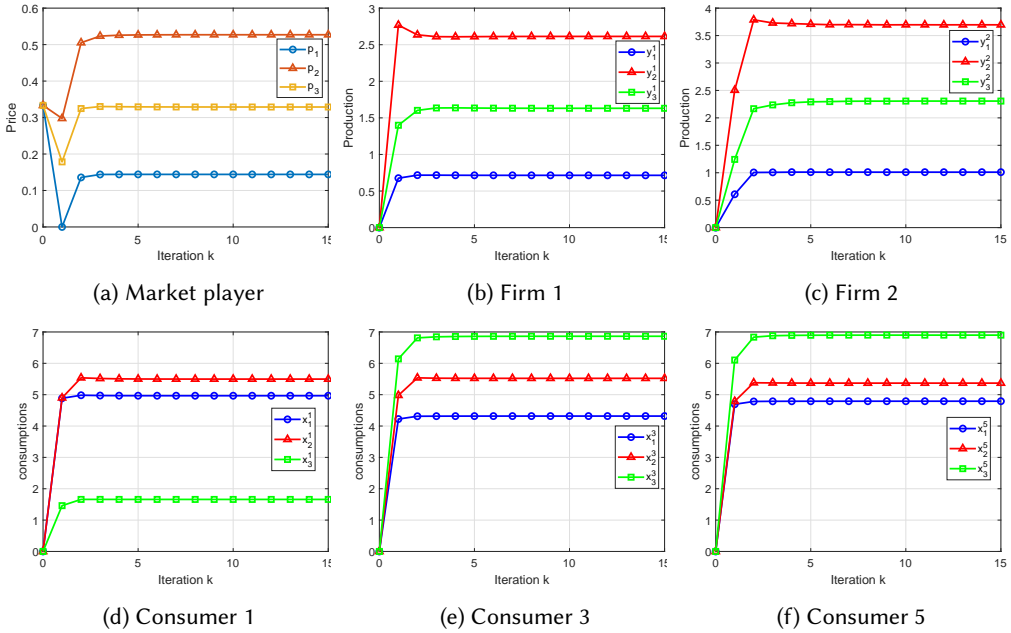 0.6
0.5
0.4
0.3
0.2
0.1
0
Price
p₁
p₂
p₃
0 5 10 15
Iteration k
(a) Market player
3
2.5
2
1.5
1
0.5
0
Production
y₁¹
y₂¹
y₃¹
0 5 10 15
Iteration k
(b) Firm 1
4
3.5
3
2.5
2
1.5
1
0.5
0
Production
y₁²
y₂²
y₃²
0 5 10 15
Iteration k
(c) Firm 2
7
6
5
4
3
2
1
0
consumptions
x₁¹
x₂¹
x₃¹
0 5 10 15
Iteration k
(d) Consumer 1
7
6
5
4
3
2
1
0
consumptions
x₁³
x₂³
x₃³
0 5 10 15
Iteration k
(e) Consumer 3
7
6
5
4
3
2
1
0
consumptions
x₁⁵
x₂⁵
x₃⁵
0 5 10 15
Iteration k
(f) Consumer 5